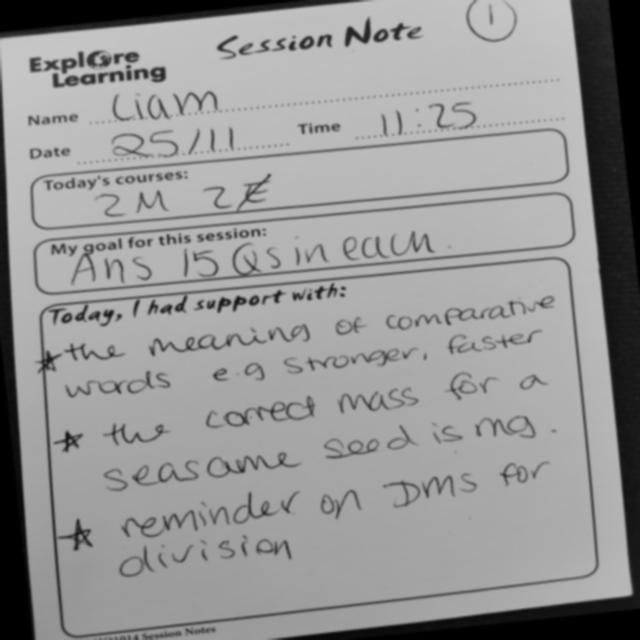 Session Note
1
Explore
Learning
Name Liam
Date 25/11 Time 11:25
Today's courses:
2M 2E
My goal for this session:
Ans 15 Qs in each.
Today, I had support with:
* the meaning of comparative
words e.g stronger, faster
* the correct mass for a
seasame seed is mg.
* reminder on DMS for
division
2014 Session Notes